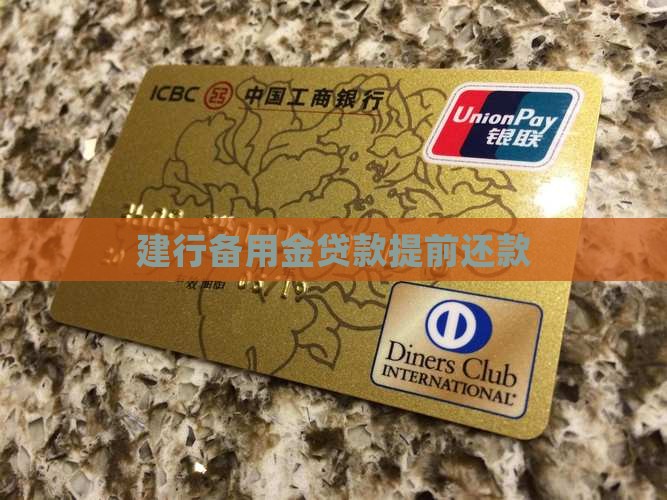 ICBC 中国工商银行
UnionPay
银联
建行备用金贷款提前还款
Diners Club
INTERNATIONAL